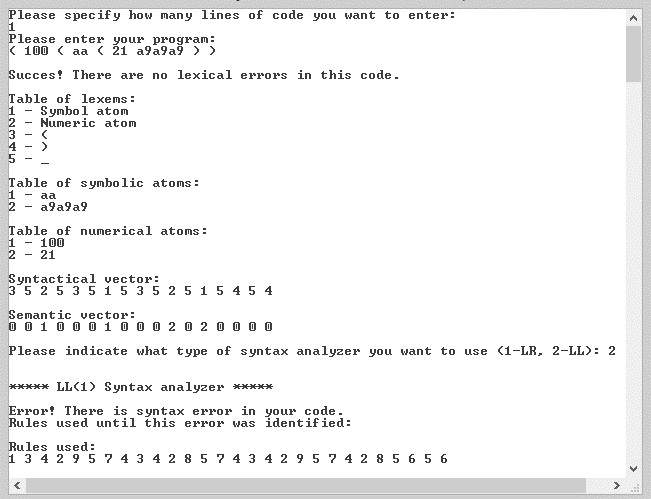 Please specify how many lines of code you want to enter:
1
Please enter your program:
( 100 ( aa ( 21 a9a9a9 ) )
Succes! There are no lexical errors in this code.
Table of lexems:
1 - Symbol atom
2 - Numeric atom
3 - (
4 - )
5 - _
Table of symbolic atoms:
1 - aa
2 - a9a9a9
Table of numerical atoms:
1 - 100
2 - 21
Syntactical vector:
3 5 2 5 3 5 1 5 3 5 2 5 1 5 4 5 4
Semantic vector:
0 0 1 0 0 0 1 0 0 0 2 0 2 0 0 0 0
Please indicate what type of syntax analyzer you want to use (1-LR, 2-LL): 2
***** LL(1) Syntax analyzer *****
Error! There is syntax error in your code.
Rules used until this error was identified:
Rules used:
1 3 4 2 9 5 7 4 3 4 2 8 5 7 4 3 4 2 9 5 7 4 2 8 5 6 5 6